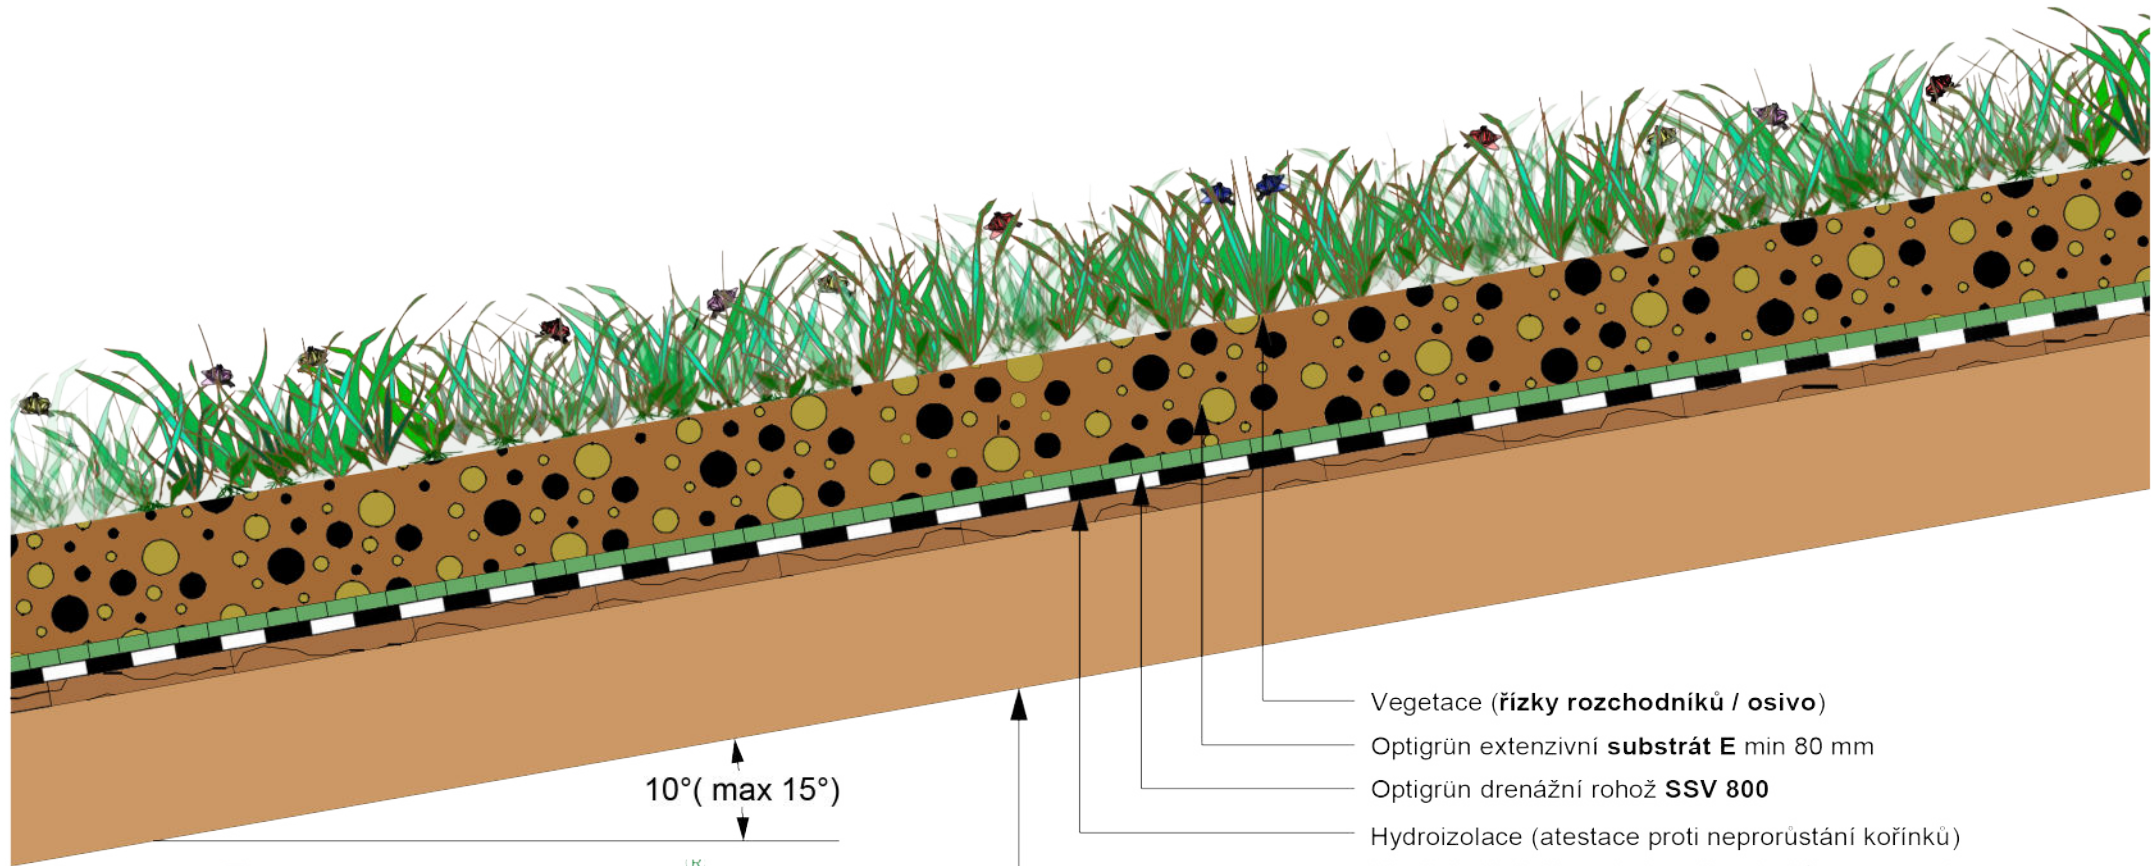 Vegetace (řízky rozchodníků / osivo)
Optigrün extenzivní substrát E min 80 mm
10°( max 15°)
Optigrün drenážní rohož SSV 800
Hydroizolace (atestace proti neprorůstání kořínků)